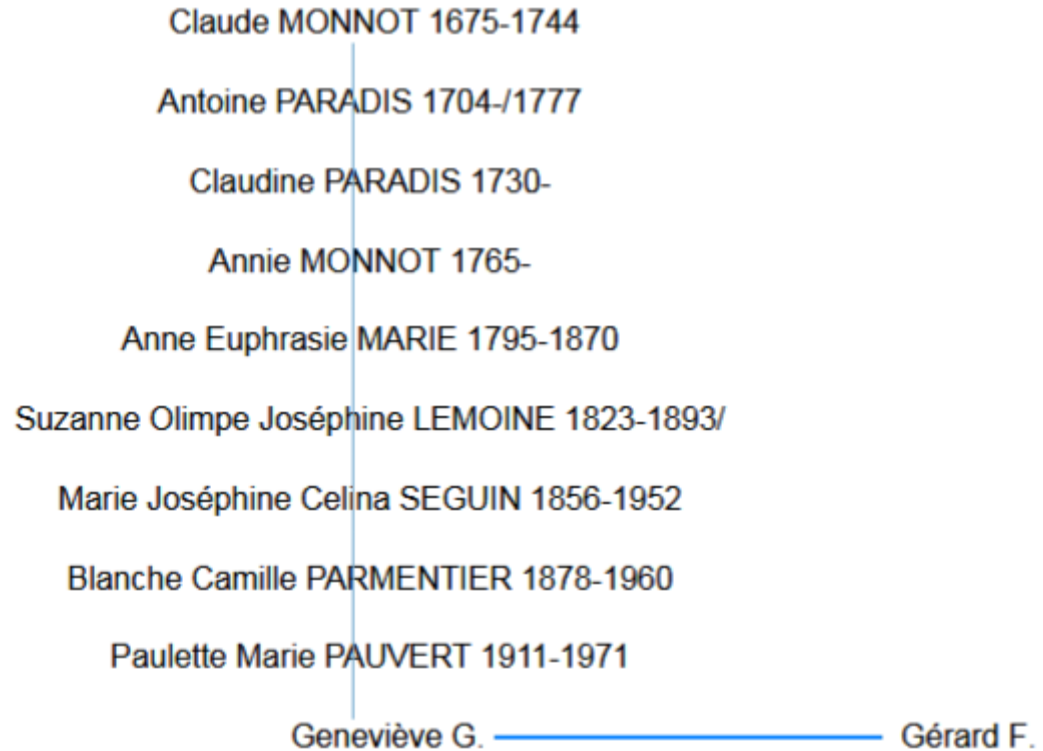 Claude MONNOT 1675-1744
Antoine PARADIS 1704-/1777
Claudine PARADIS 1730-
Annie MONNOT 1765-
Anne Euphrasie MARIE 1795-1870
Suzanne Olimpe Joséphine LEMOINE 1823-1893/
Marie Joséphine Celina SEGUIN 1856-1952
Blanche Camille PARMENTIER 1878-1960
Paulette Marie PAUVERT 1911-1971
Geneviève G. Gérard F.